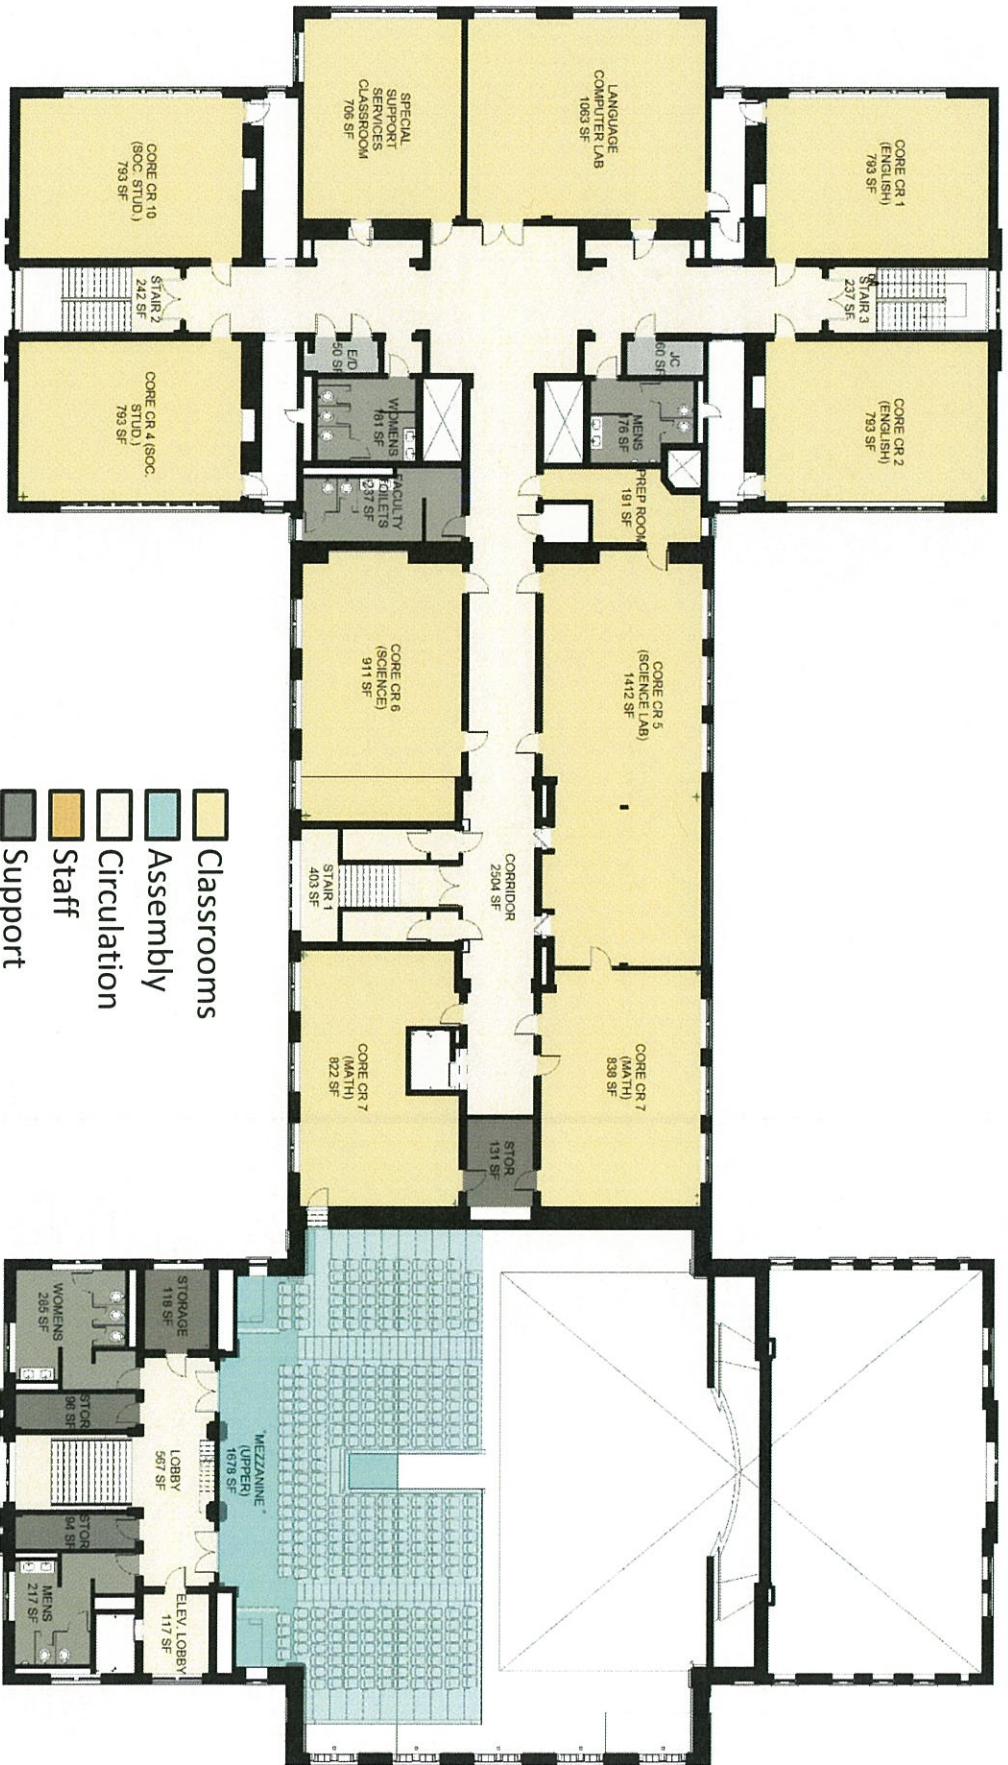 CORE CR 1
(ENGLISH)
793 SF
STAIR 3
237 SF
DN
CORE CR 2
(ENGLISH)
793 SF
LANGUAGE
COMPUTER LAB
1063 SF
JC
60 SF
MENS
176 SF
PREP ROOM
191 SF
CORE CR 5
(SCIENCE LAB)
1412 SF
CORE CR 7
(MATH)
838 SF
SPECIAL
SUPPORT
SERVICES
CLASSROOM
706 SF
E/D
50 SF
WOMENS
181 SF
FACULTY
TOILETS
237 SF
CORE CR 6
(SCIENCE)
911 SF
CORRIDOR
2504 SF
STAIR 1
403 SF
CORE CR 7
(MATH)
822 SF
STOR
131 SF
CORE CR 10
(SOC. STUD.)
793 SF
STAIR 2
242 SF
CORE CR 4 (SOC.
STUD.)
793 SF
"MEZZANINE"
(UPPER)
1678 SF
STORAGE
118 SF
LOBBY
567 SF
ELEV. LOBBY
117 SF
WOMENS
285 SF
STOR
96 SF
STOR
94 SF
MENS
217 SF
Classrooms
Assembly
Circulation
Staff
Support